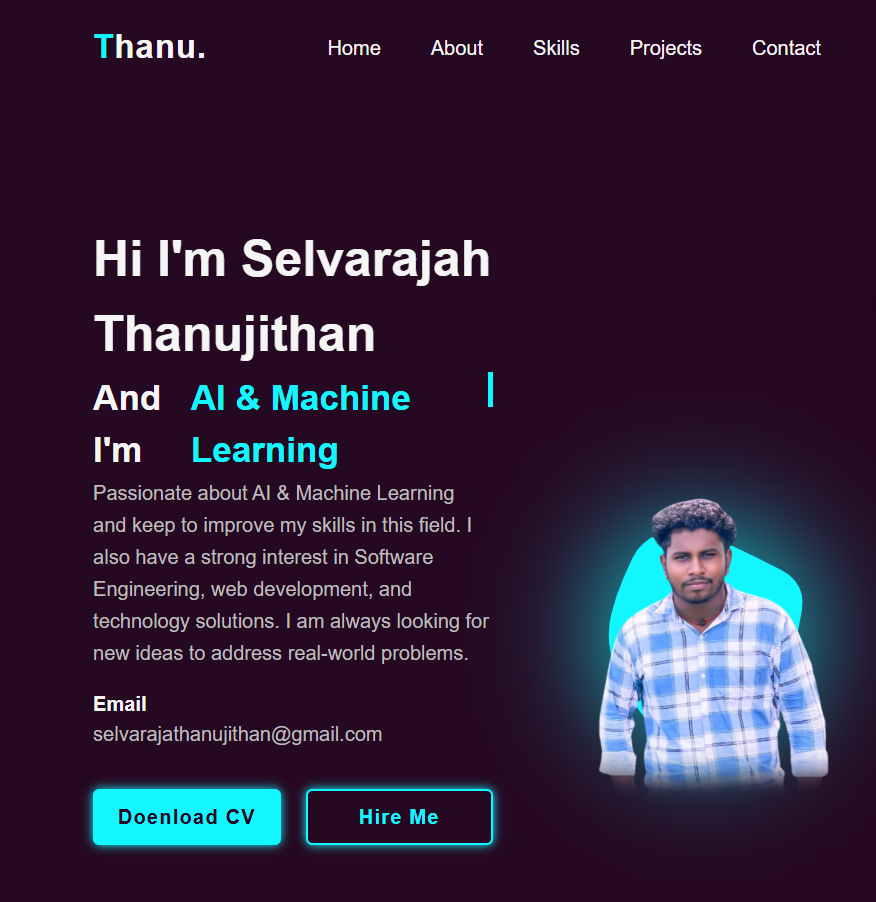 Thanu.
Home About Skills Projects Contact
Hi I'm Selvarajah
Thanujithan
And AI & Machine
I'm Learning
Passionate about AI & Machine Learning
and keep to improve my skills in this field. I
also have a strong interest in Software
Engineering, web development, and
technology solutions. I am always looking for
new ideas to address real-world problems.
Email
selvarajathanujithan@gmail.com
Doenload CV Hire Me